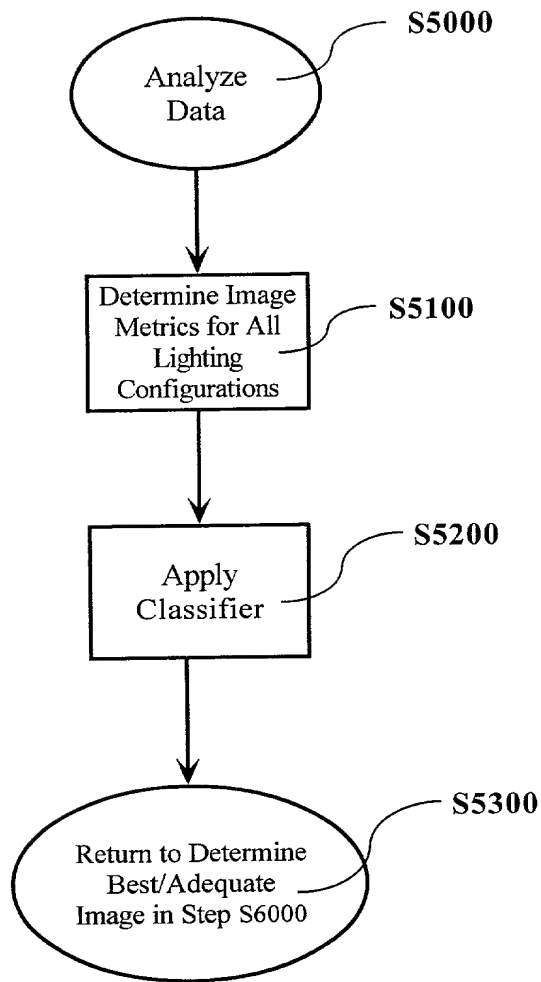 S5000
Analyze
Data
Determine Image
Metrics for All
Lighting
Configurations
S5100
Apply
Classifier
S5200
Return to Determine
Best/Adequate
Image in Step S6000
S5300